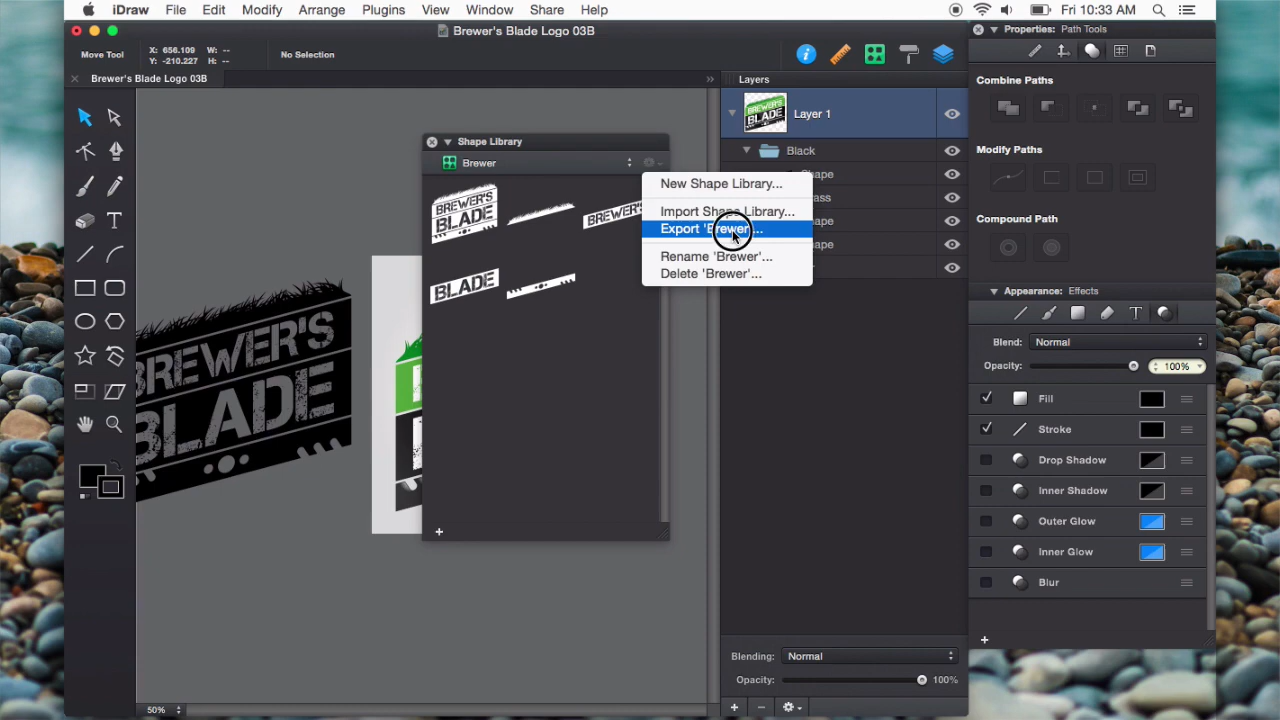 iDraw File Edit Modify Arrange Plugins View Window Share Help Fri 10:33 AM
Brewer's Blade Logo 03B
Move Tool
X: 656.109 W: --
Y: -210.227 H: --
No Selection
Brewer's Blade Logo 03B
Shape Library
Brewer
BREWER'S
BLADE
BREWER'S
BLADE
New Shape Library...
Import Shape Library...
Export 'Brewer'...
Rename 'Brewer'...
Delete 'Brewer'...
BREWER'S
BLADE
50%
Layers
BREWER'S
BLADE
Layer 1
Black
Shape
Blending: Normal
Opacity: 100%
Properties: Path Tools
Combine Paths
Modify Paths
Compound Path
Appearance: Effects
Blend: Normal
Opacity: 100%
Fill
Stroke
Drop Shadow
Inner Shadow
Outer Glow
Inner Glow
Blur